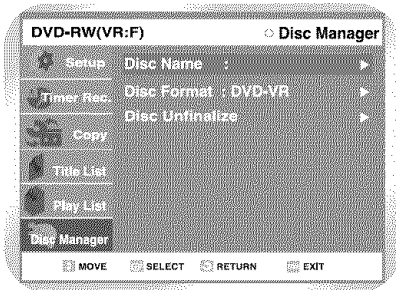 DVD-RW(VR:F) Disc Manager
Setup
Disc Name :
Timer Rec.
Disc Format : DVD-VR
Disc Unfinalize
Copy
Title List
Play List
Disc Manager
MOVE SELECT RETURN EXIT